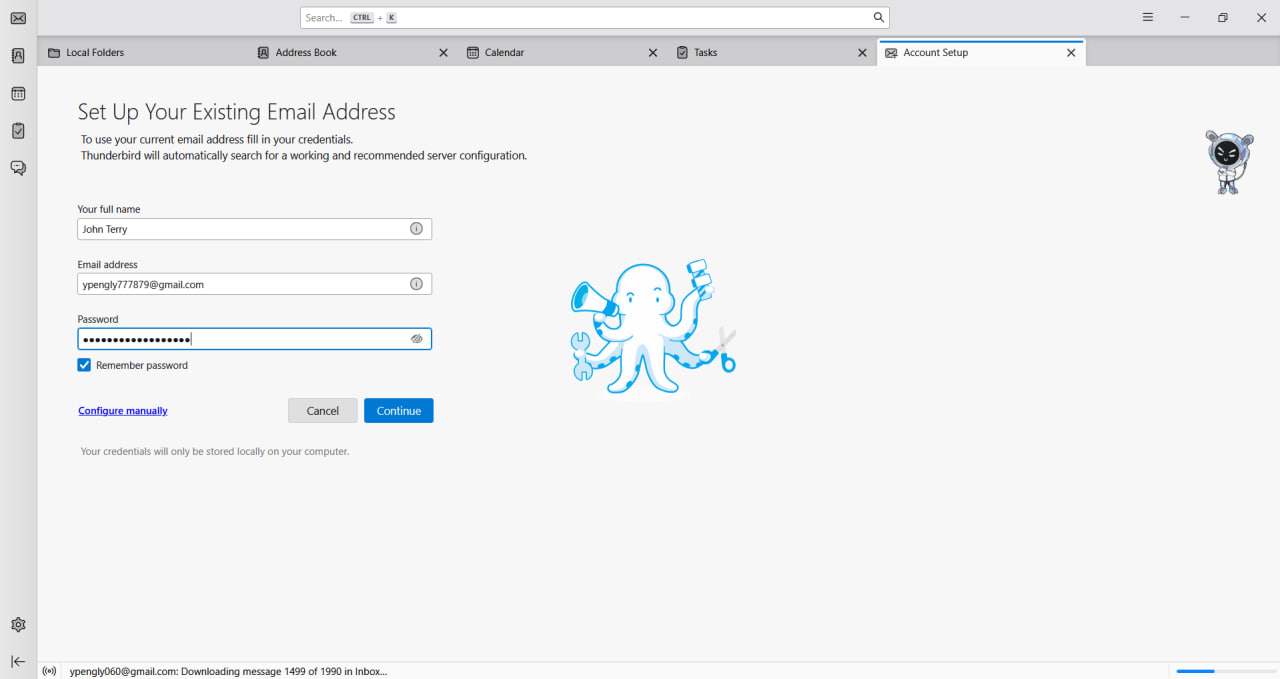 Search... CTRL + K
Local Folders
Address Book
Calendar
Tasks
Account Setup
Set Up Your Existing Email Address
To use your current email address fill in your credentials.
Thunderbird will automatically search for a working and recommended server configuration.
Your full name
John Terry
Email address
ypengly777879@gmail.com
Password
••••••••••••••••••
Remember password
Configure manually
Cancel
Continue
Your credentials will only be stored locally on your computer.
ypengly060@gmail.com: Downloading message 1499 of 1990 in Inbox...